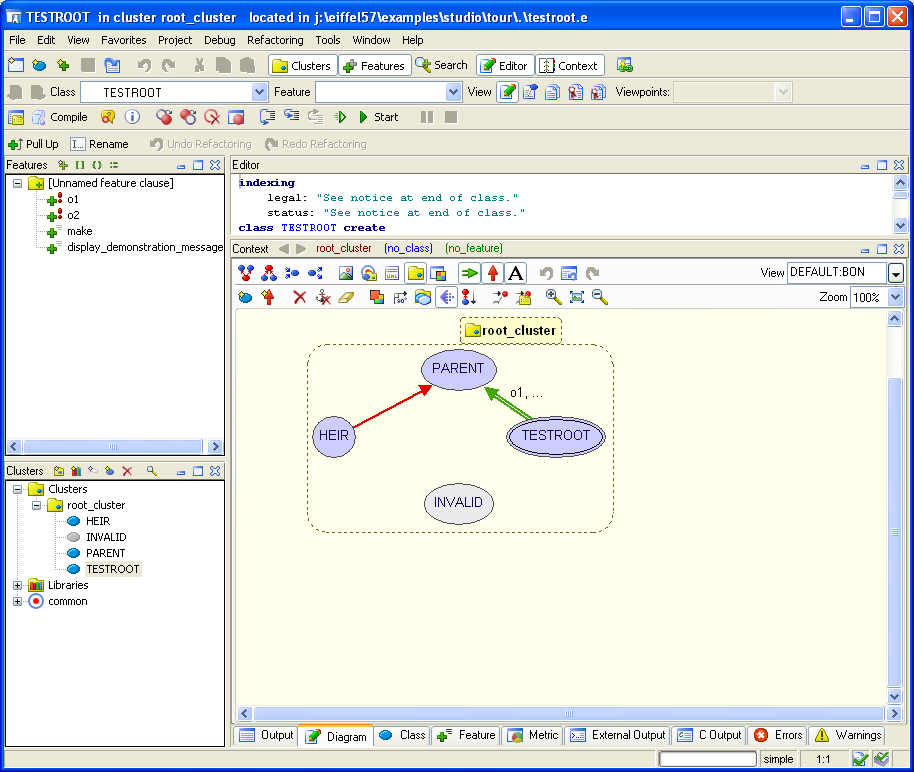 TESTROOT in cluster root_cluster located in j:\eiffel57\examples\studio\tour\.\testroot.e
File Edit View Favorites Project Debug Refactoring Tools Window Help
Clusters Features Search Editor Context
Class TESTROOT Feature View Viewpoints:
Compile Start
Pull Up I... Rename Undo Refactoring Redo Refactoring
Features
[Unnamed feature clause]
o1
o2
make
display_demonstration_message
Clusters
Clusters
root_cluster
HEIR
INVALID
PARENT
TESTROOT
Libraries
common
Editor
indexing
legal: "See notice at end of class."
status: "See notice at end of class."
class TESTROOT create
Context root_cluster (no_class) (no_feature)
A View DEFAULT:BON
Zoom 100%
root_cluster
PARENT
o1, ...
HEIR
TESTROOT
INVALID
Output Diagram Class Feature Metric External Output C Output Errors Warnings
simple 1:1